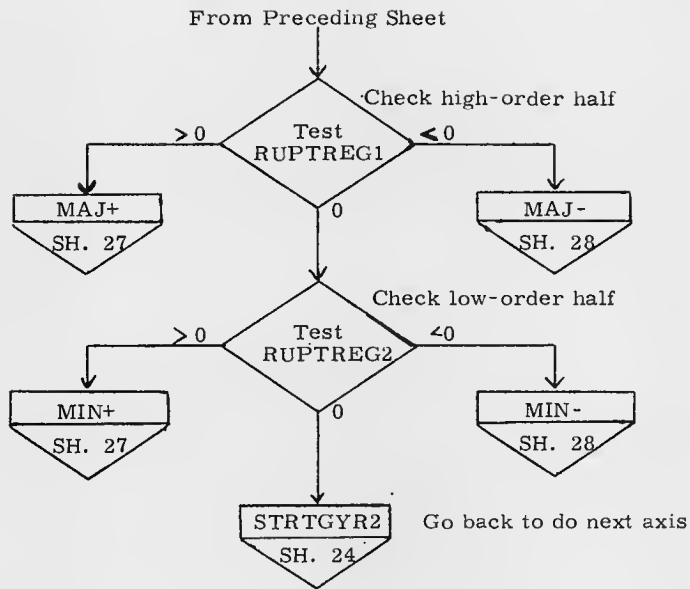 From Preceding Sheet
Check high-order half
> 0
Test
RUPTREG1
< 0
MAJ+
SH. 27
0
MAJ-
SH. 28
Check low-order half
> 0
Test
RUPTREG2
<0
MIN+
SH. 27
0
MIN-
SH. 28
STRTGYR2
SH. 24
Go back to do next axis